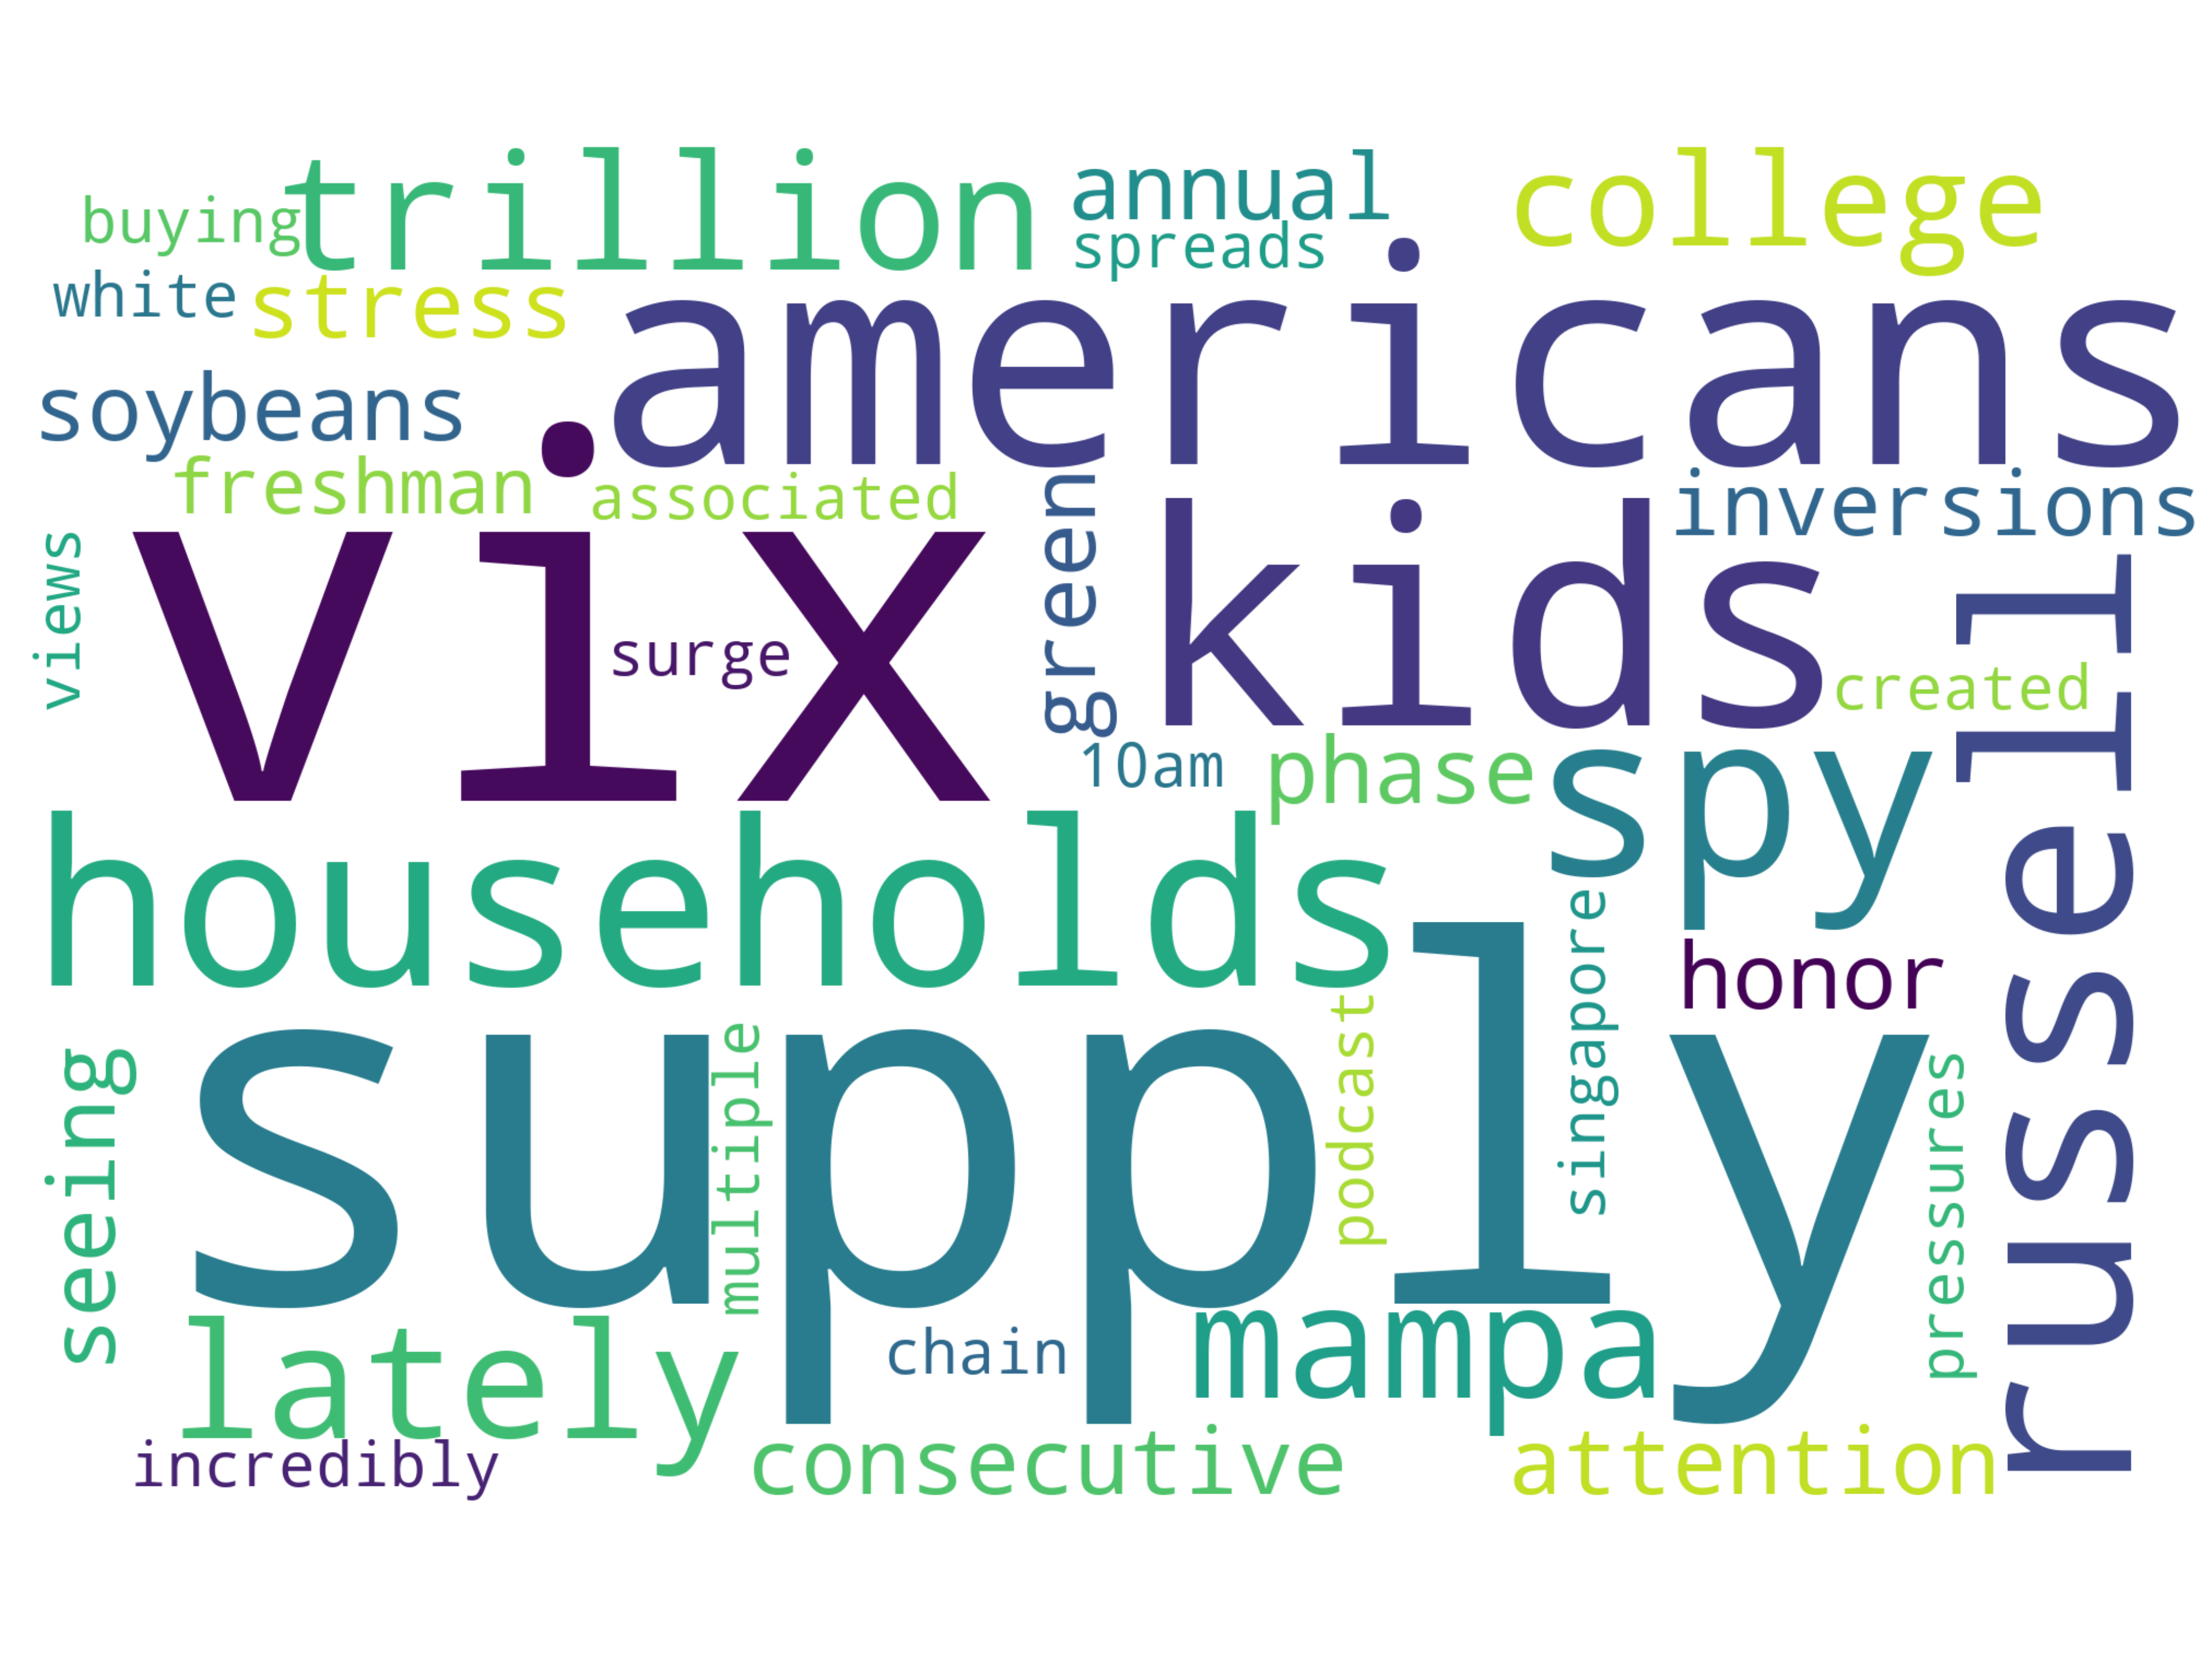 trillion
annual
college
buying
spreads
white
stress
americans
soybeans
freshman
associated
inversions
views
vix
surge
green
kids
created
russell
10am
phase
spy
households
singapore
honor
supply
seeing
multiple
podcast
pressures
lately
chain
mampa
incredibly
consecutive
attention